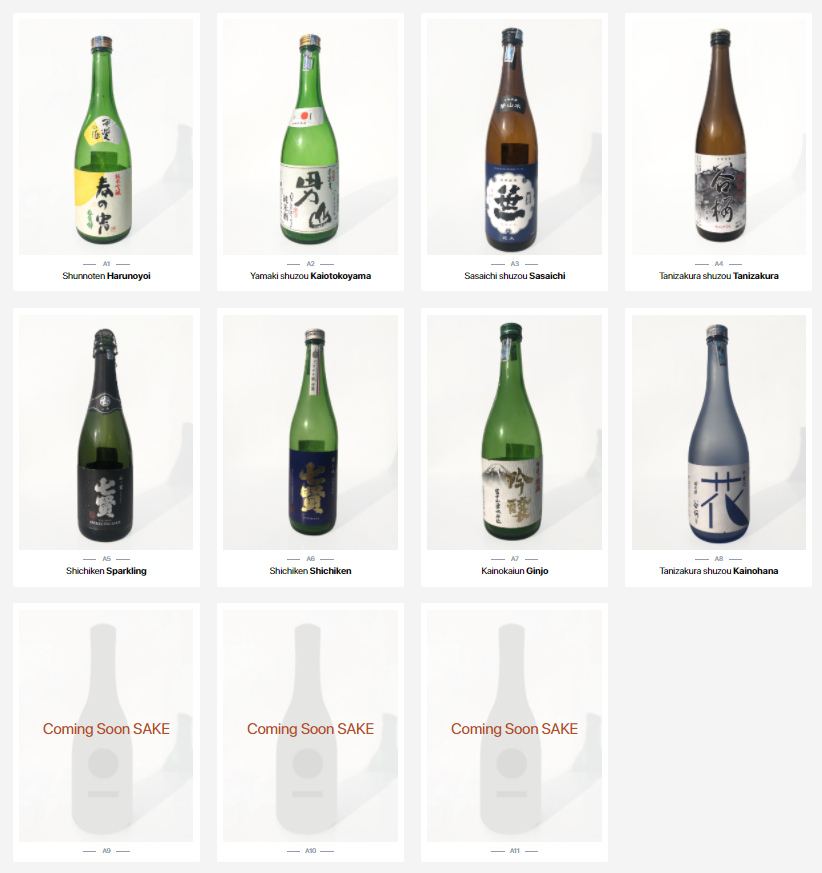 春の宵
A1
Shunnoten Harunoyoi
男山
A2
Yamaki shuzou Kaiotokoyama
笹
A3
Sasaichi shuzou Sasaichi
谷櫻
A4
Tanizakura shuzou Tanizakura
七賢
A5
Shichiken Sparkling
七賢
A6
Shichiken Shichiken
吟醸
A7
Kainokaiun Ginjo
花
A8
Tanizakura shuzou Kainohana
Coming Soon SAKE
A9
Coming Soon SAKE
A10
Coming Soon SAKE
A11